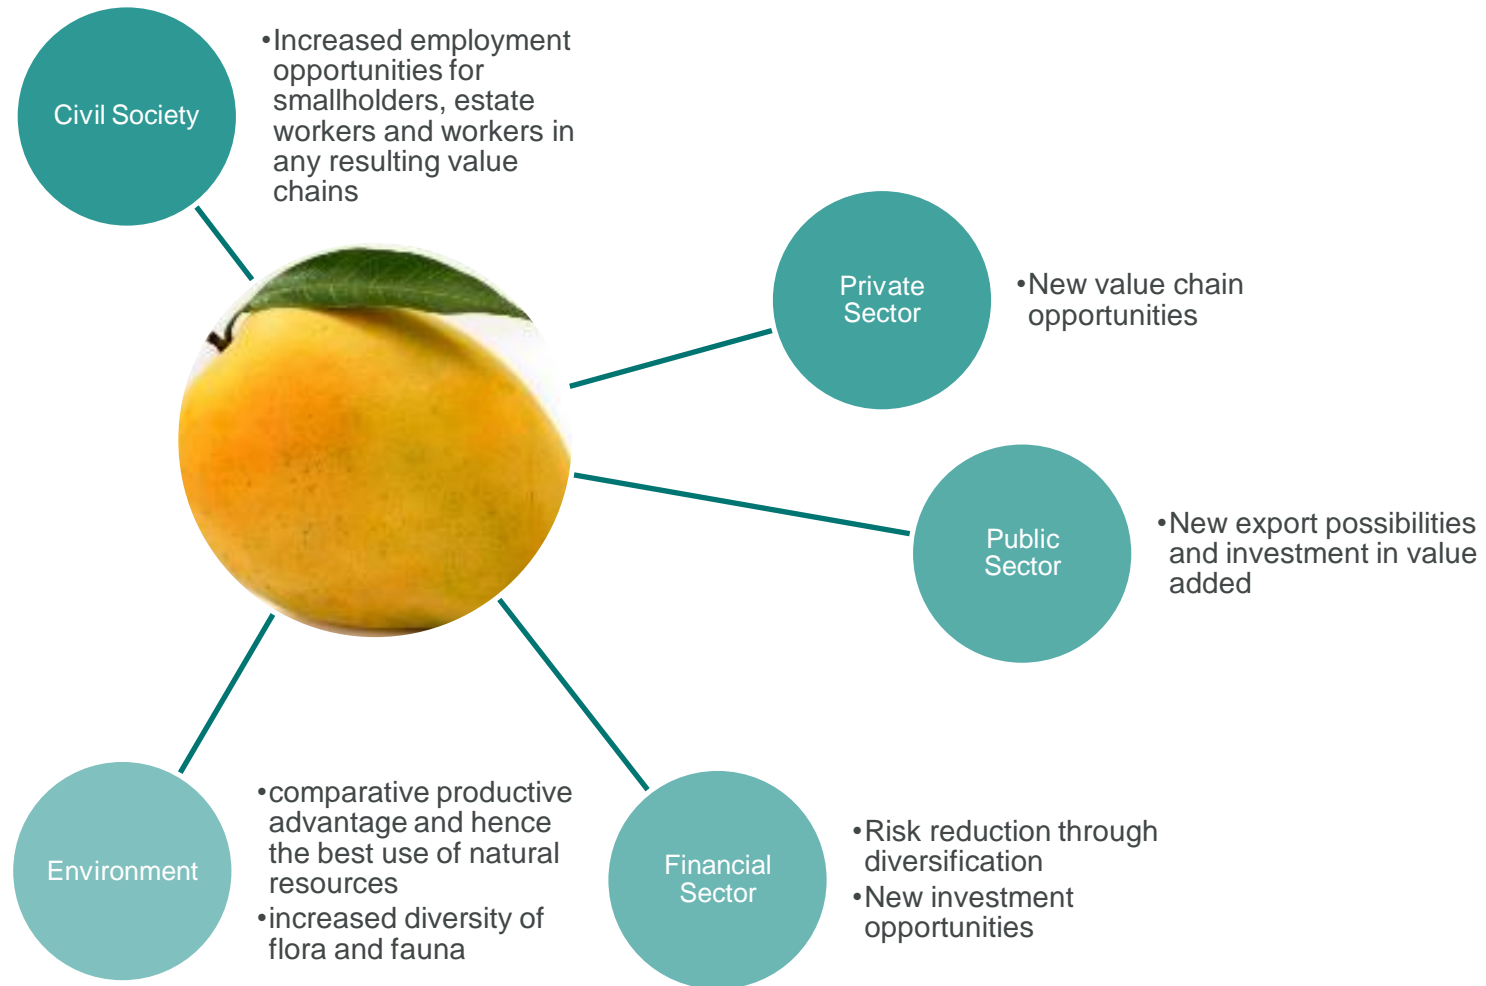 Civil Society
•Increased employment
opportunities for
smallholders, estate
workers and workers in
any resulting value
chains
Private
Sector
•New value chain
opportunities
Public
Sector
•New export possibilities
and investment in value
added
Financial
Sector
•Risk reduction through
diversification
•New investment
opportunities
Environment
•comparative productive
advantage and hence
the best use of natural
resources
•increased diversity of
flora and fauna